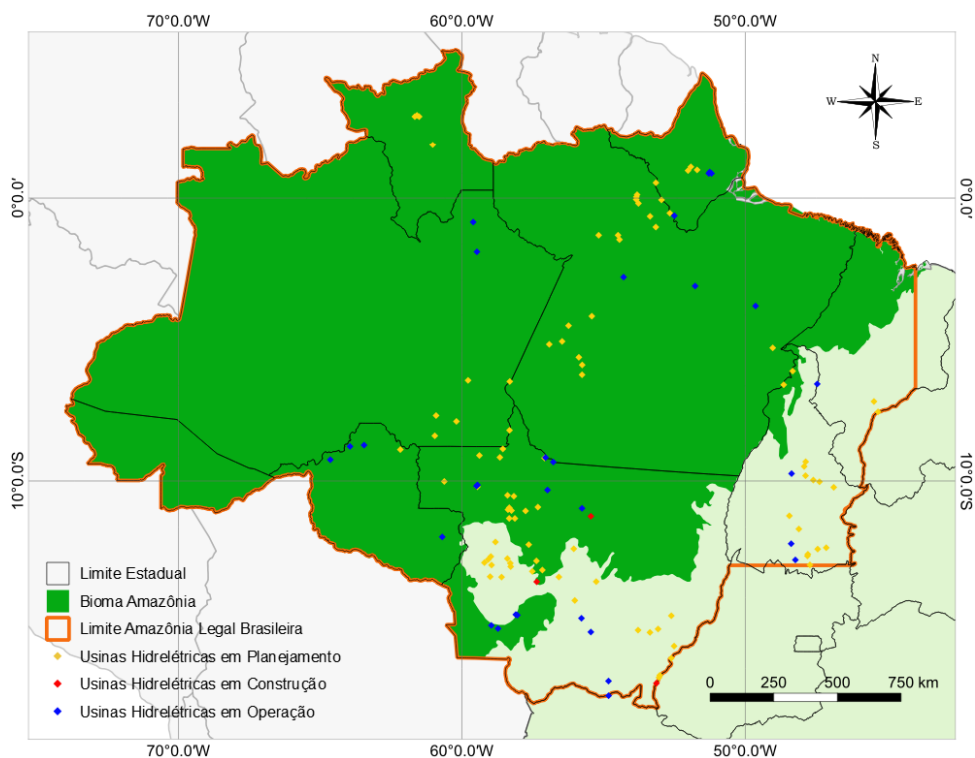 70°0.0'W 60°0.0'W 50°0.0'W
N
W E
S
0°0.0' 0°0.0'
10°0.0'S 10°0.0'S
Limite Estadual
Bioma Amazônia
Limite Amazônia Legal Brasileira
Usinas Hidrelétricas em Planejamento
Usinas Hidrelétricas em Construção
Usinas Hidrelétricas em Operação
0 250 500 750 km
70°0.0'W 60°0.0'W 50°0.0'W